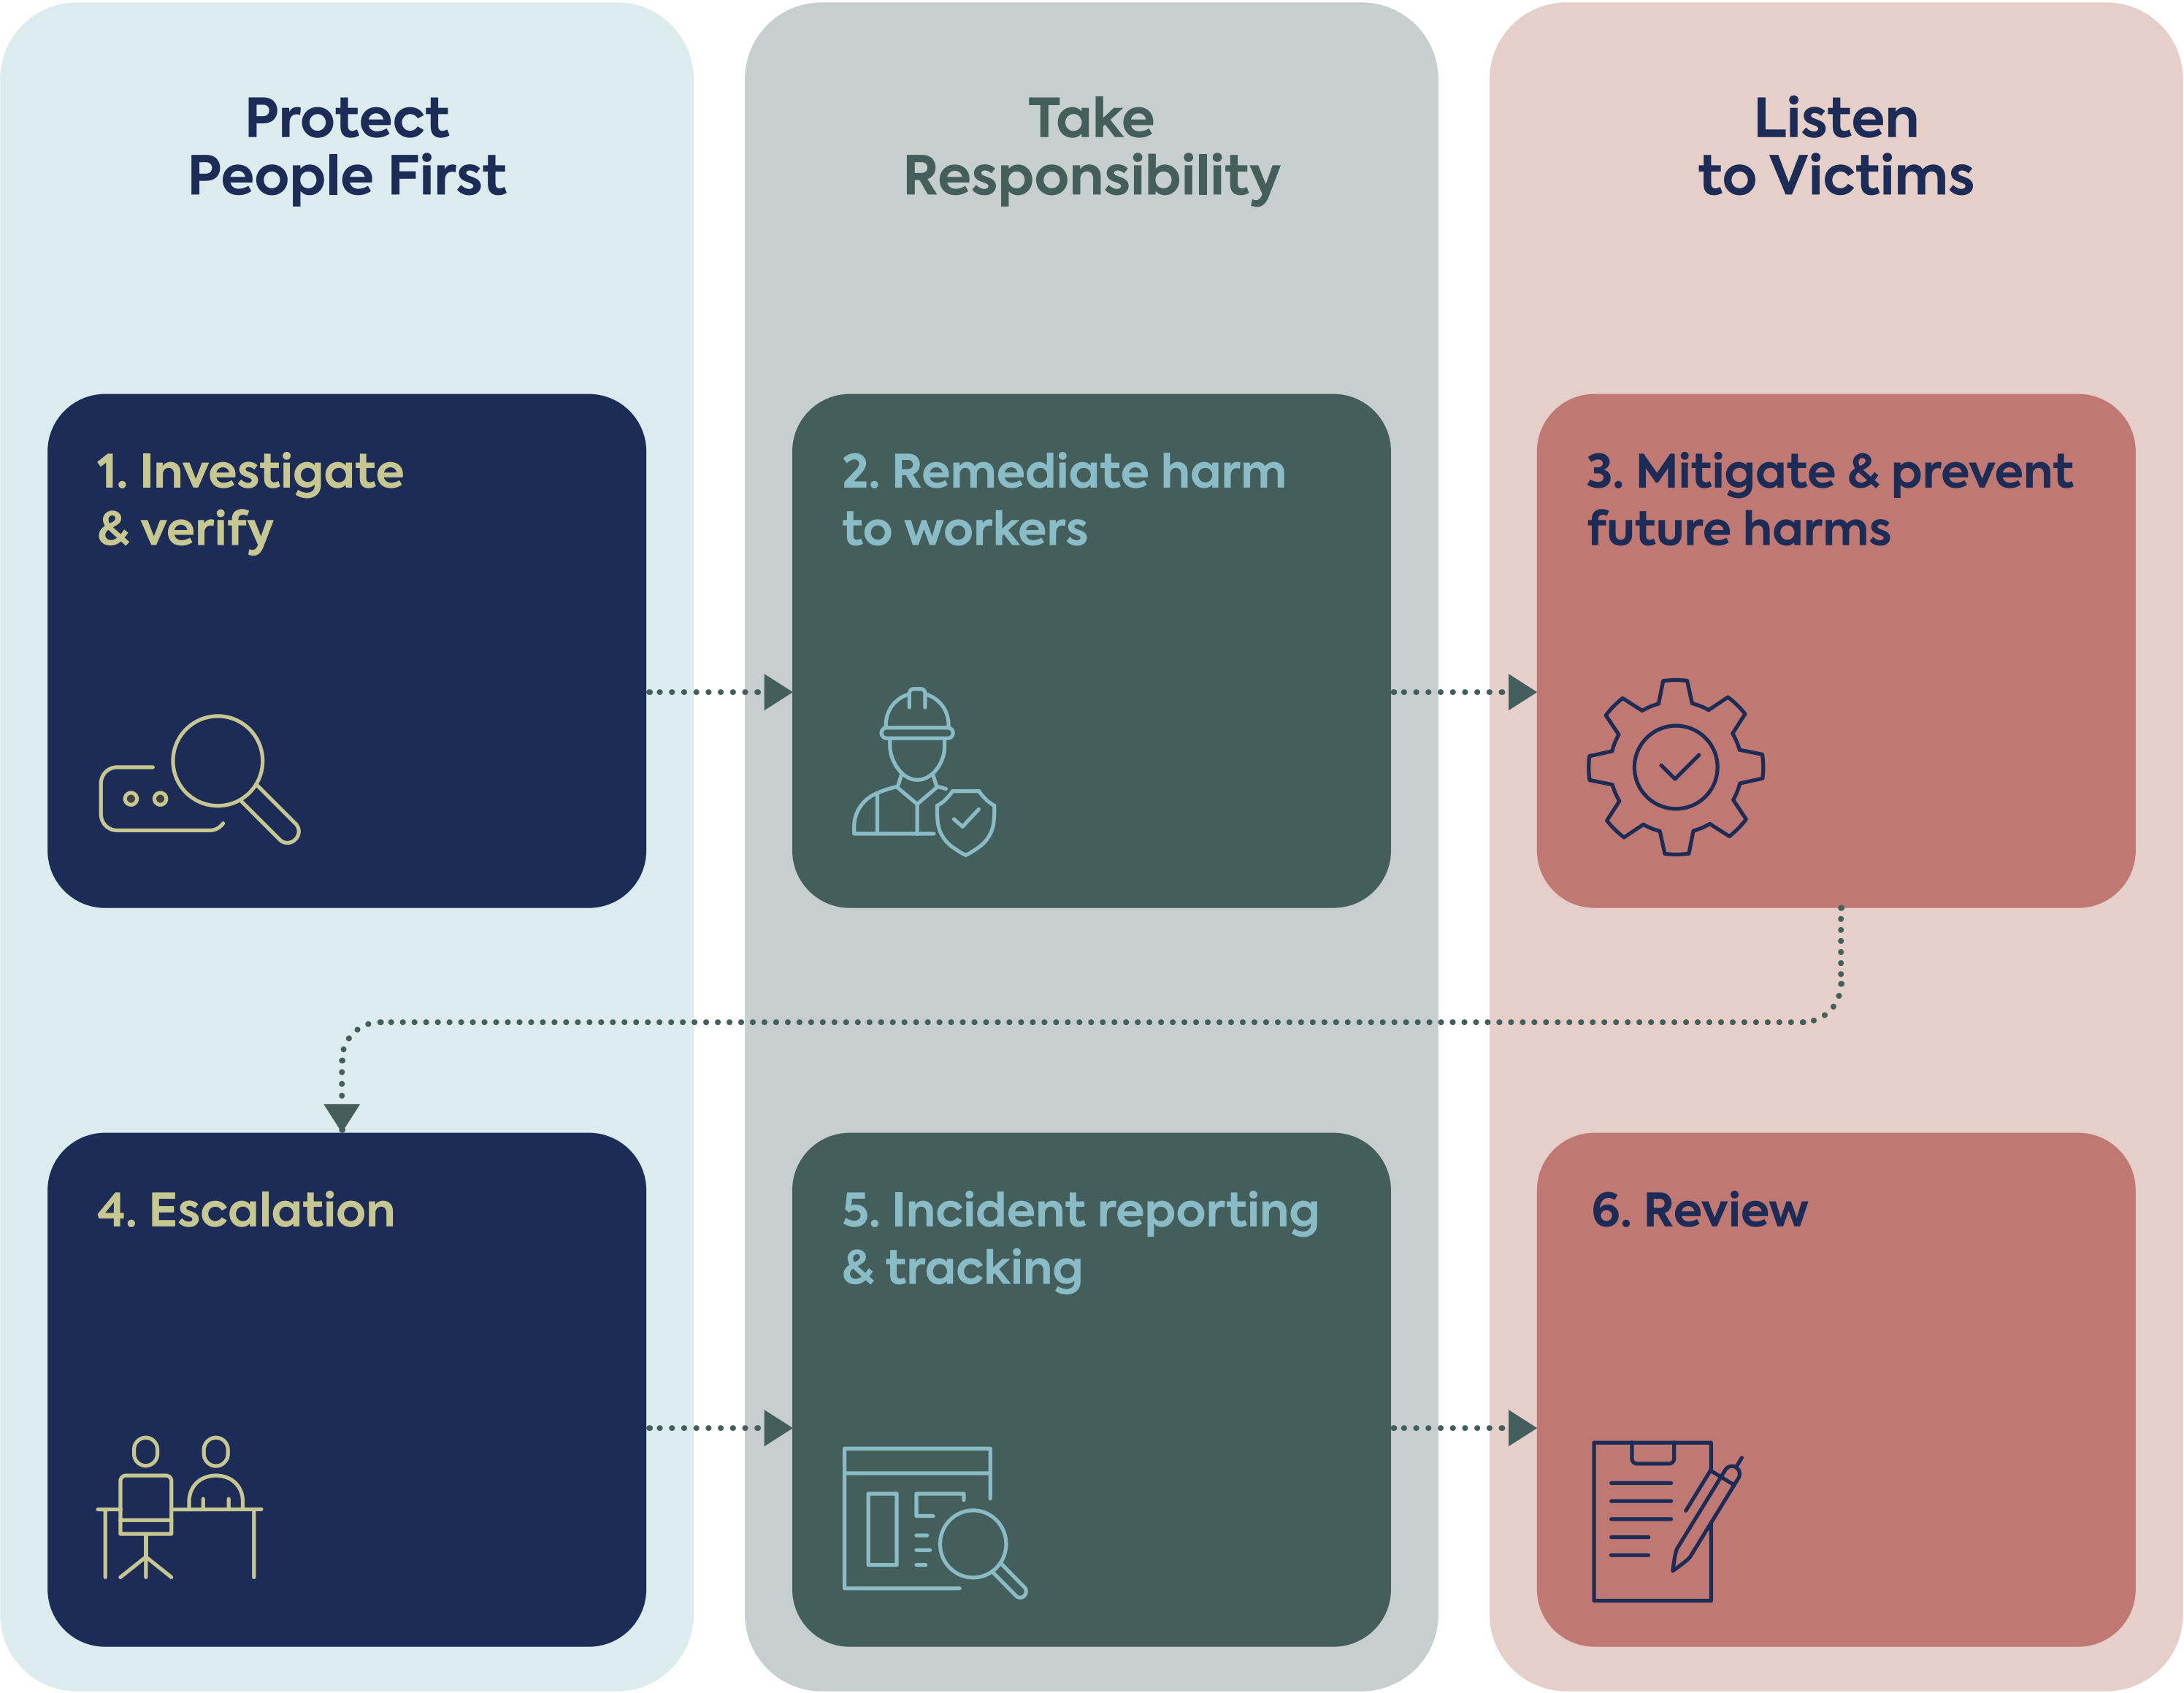 Protect
People First
Take
Responsibility
Listen
to Victims
1. Investigate
& verify
2. Remediate harm
to workers
3. Mitigate & prevent
future harms
4. Escalation
5. Incident reporting
& tracking
6. Review